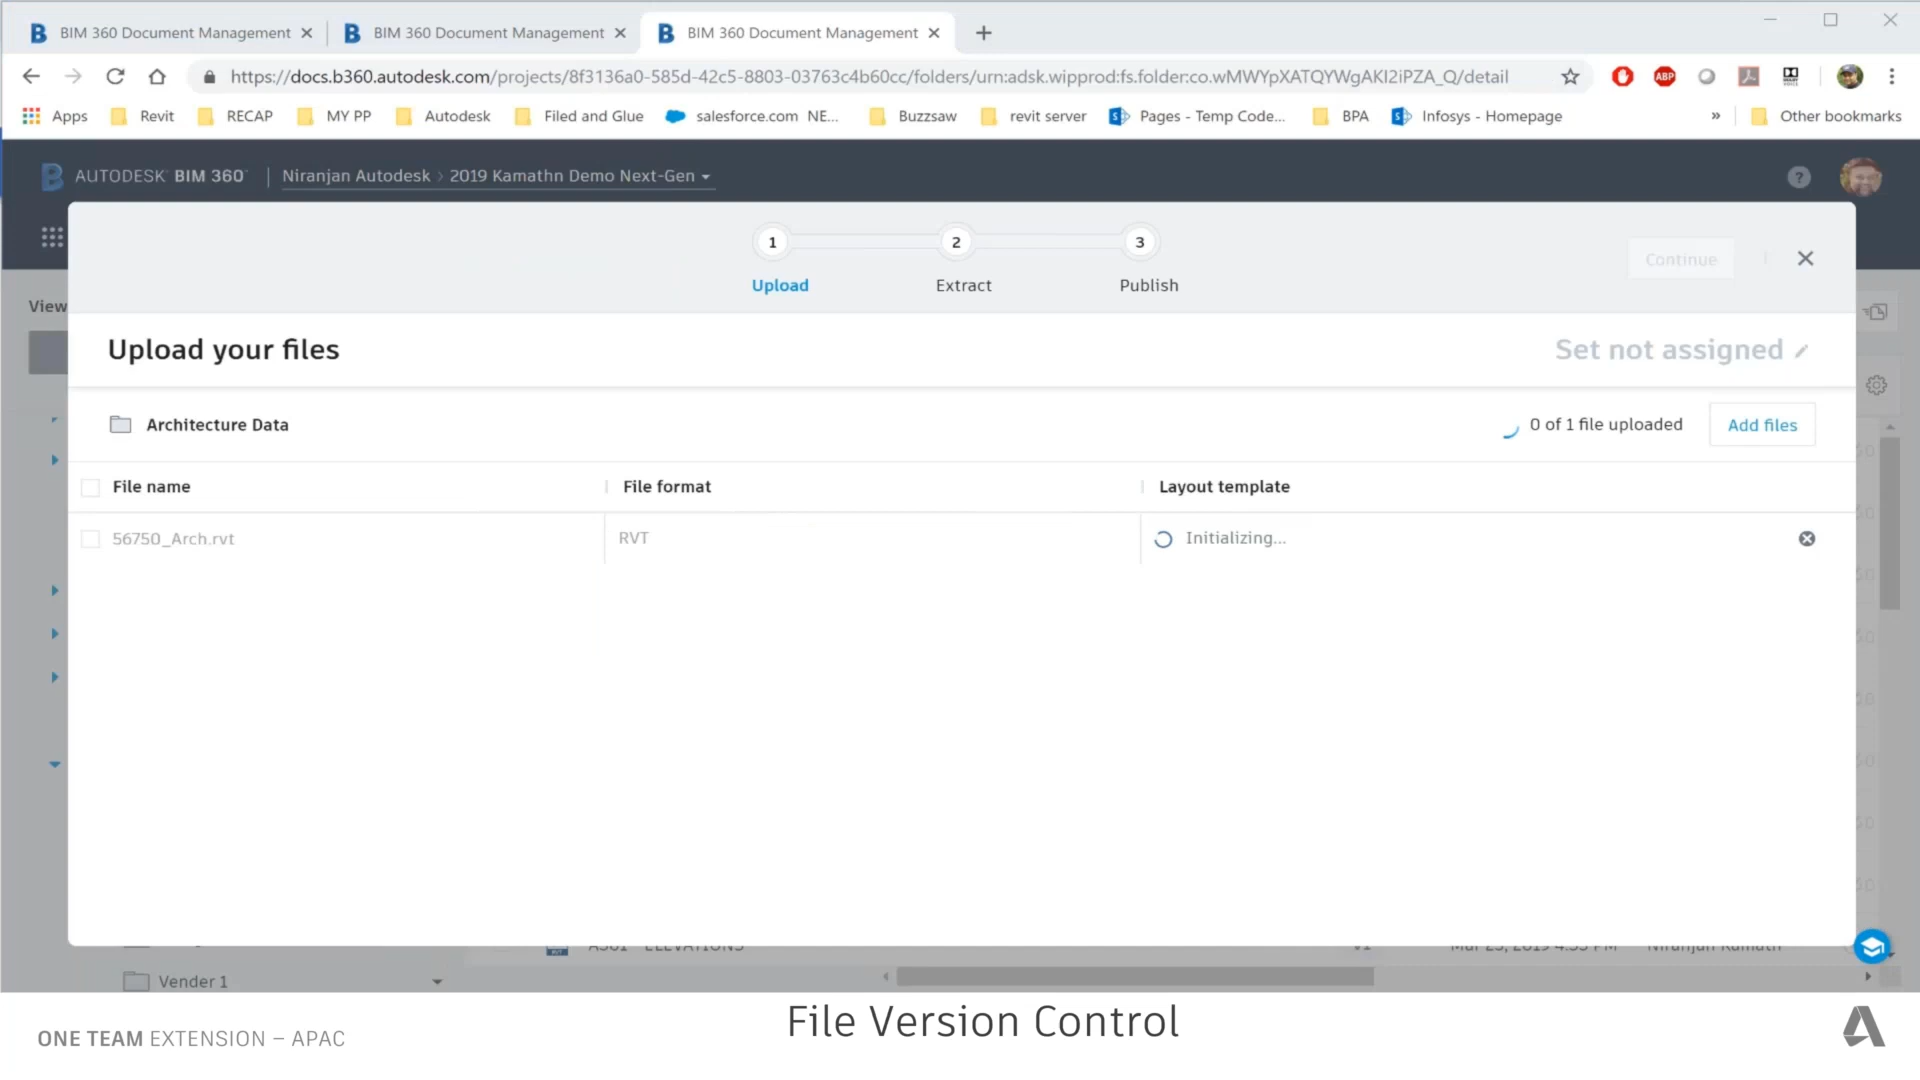 BIM 360 Document Management
BIM 360 Document Management
BIM 360 Document Management
https://docs.b360.autodesk.com/projects/8f3136a0-585d-42c5-8803-03763c4b60cc/folders/urn:adsk.wipprod:fs.folder:co.wMWYpXATQYWgAKI2iPZA_Q/detail
ABP
Apps Revit RECAP MY PP Autodesk Filed and Glue salesforce.com NE... Buzzsaw revit server Pages - Temp Code... BPA Infosys - Homepage » Other bookmarks
AUTODESK BIM 360 Niranjan Autodesk > 2019 Kamathn Demo Next-Gen
1 2 3
Continue
Upload Extract Publish
View
Upload your files
Set not assigned
Architecture Data
0 of 1 file uploaded
Add files
File name File format Layout template
56750_Arch.rvt RVT Initializing...
Vender 1
File Version Control
ONE TEAM EXTENSION – APAC